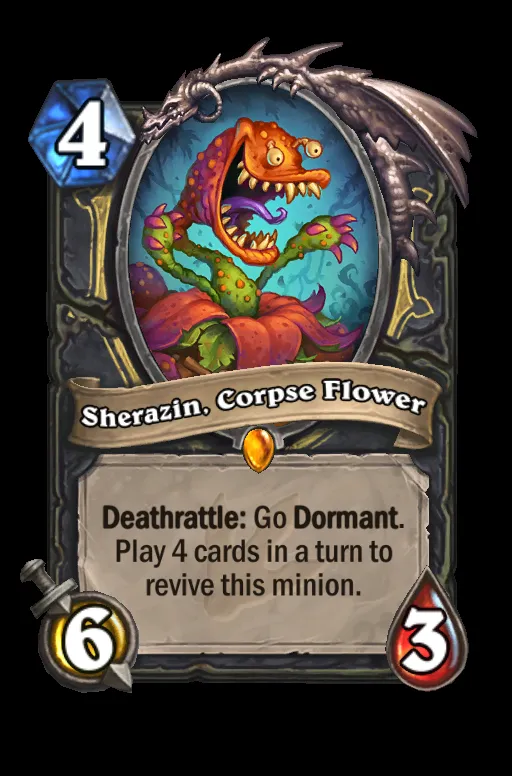 4
Sherazin, Corpse Flower
Deathrattle: Go Dormant.
Play 4 cards in a turn to
revive this minion.
6
3